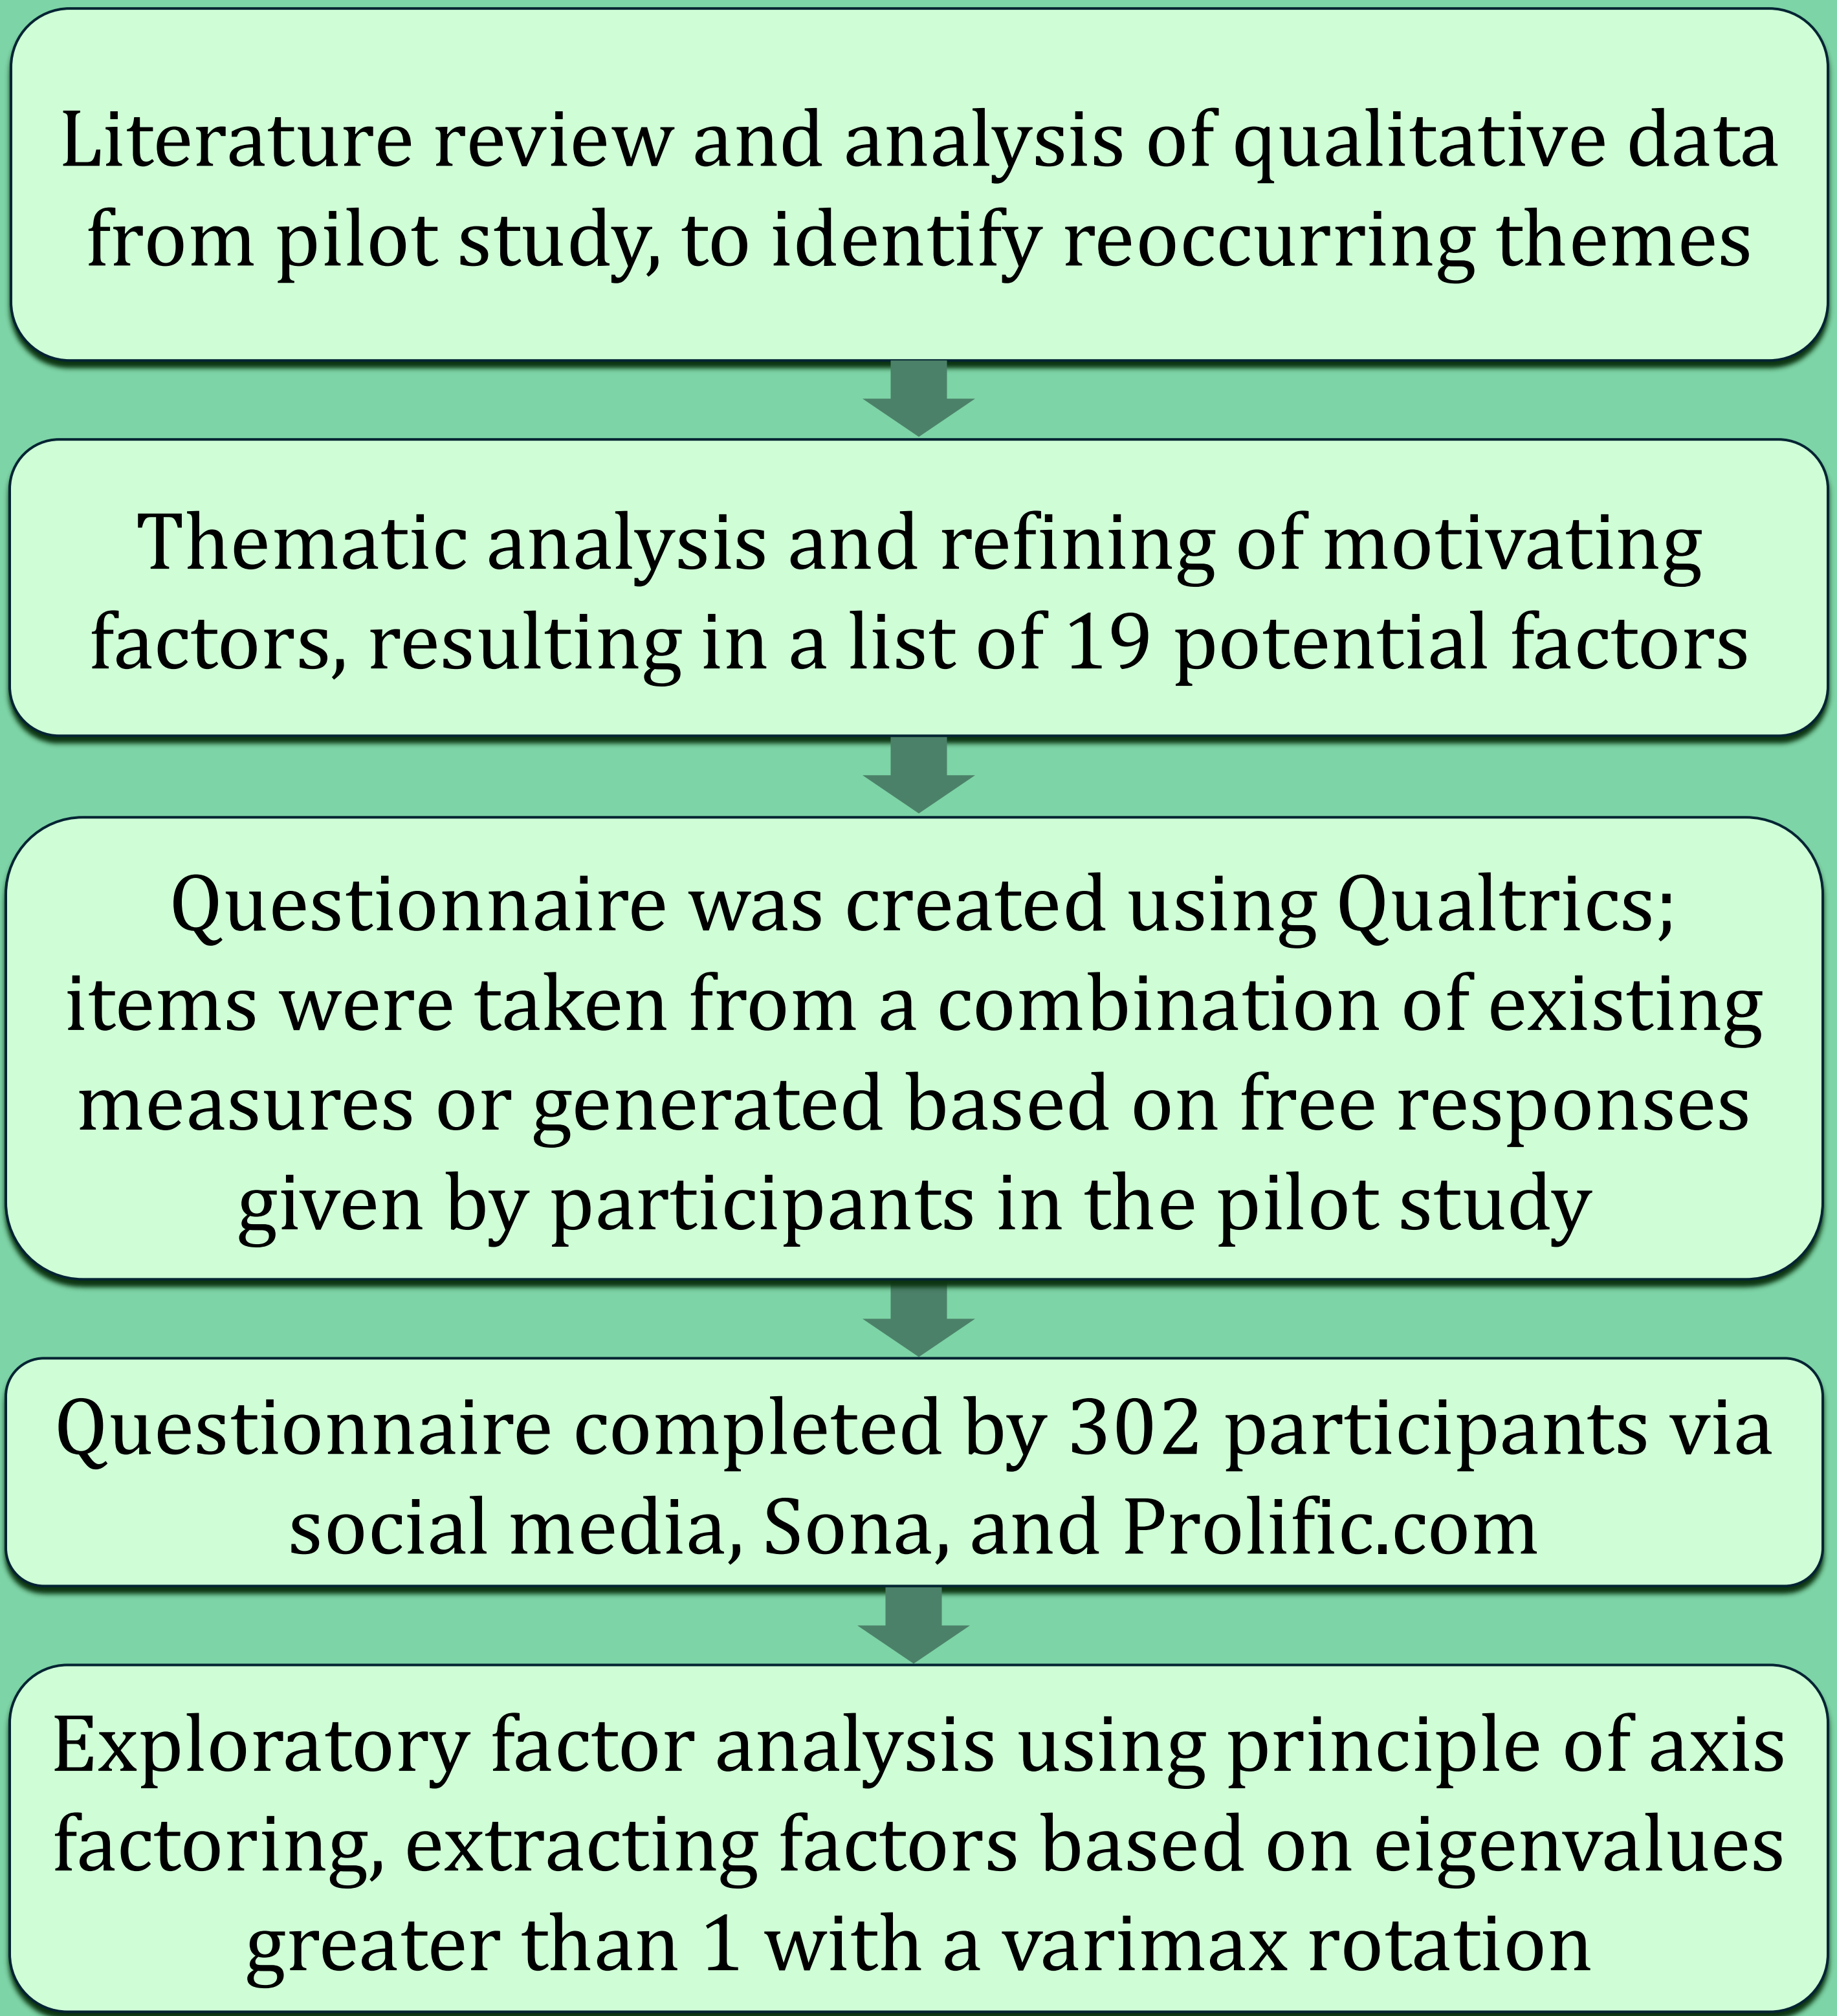 Literature review and analysis of qualitative data
from pilot study, to identify reoccurring themes
Thematic analysis and refining of motivating
factors, resulting in a list of 19 potential factors
Questionnaire was created using Qualtrics;
items were taken from a combination of existing
measures or generated based on free responses
given by participants in the pilot study
Questionnaire completed by 302 participants via
social media, Sona, and Prolific.com
Exploratory factor analysis using principle of axis
factoring, extracting factors based on eigenvalues
greater than 1 with a varimax rotation